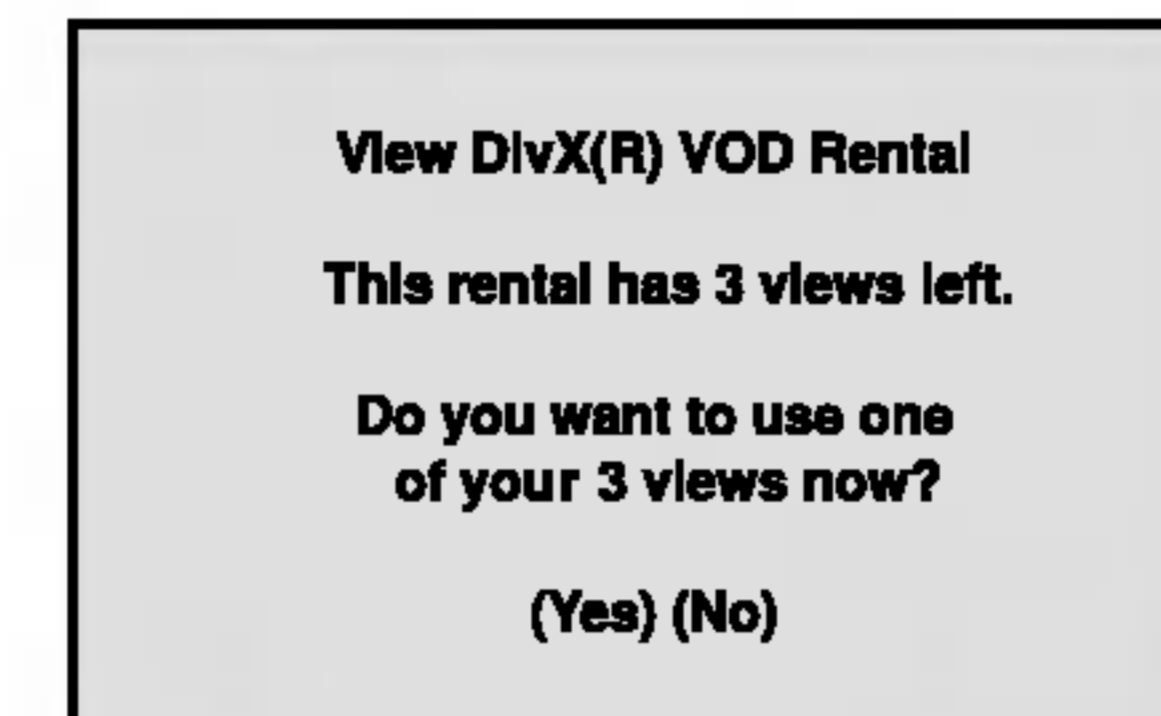 View DivX(R) VOD Rental
This rental has 3 views left.
Do you want to use one
of your 3 views now?
(Yes) (No)